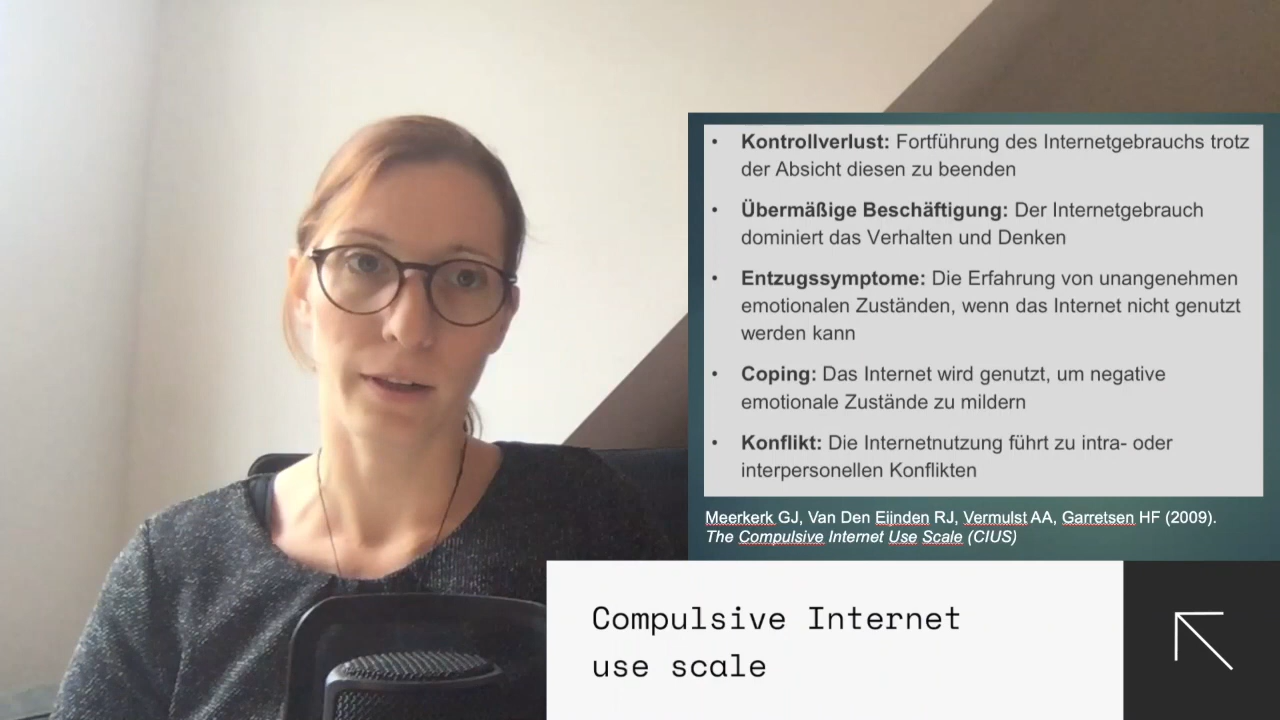 • Kontrollverlust: Fortführung des Internetgebrauchs trotz
der Absicht diesen zu beenden
• Übermäßige Beschäftigung: Der Internetgebrauch
dominiert das Verhalten und Denken
• Entzugssymptome: Die Erfahrung von unangenehmen
emotionalen Zuständen, wenn das Internet nicht genutzt
werden kann
• Coping: Das Internet wird genutzt, um negative
emotionale Zustände zu mildern
• Konflikt: Die Internetnutzung führt zu intra- oder
interpersonellen Konflikten
Meerkerk GJ, Van Den Eijnden RJ, Vermulst AA, Garretsen HF (2009).
The Compulsive Internet Use Scale (CIUS)
Compulsive Internet
use scale